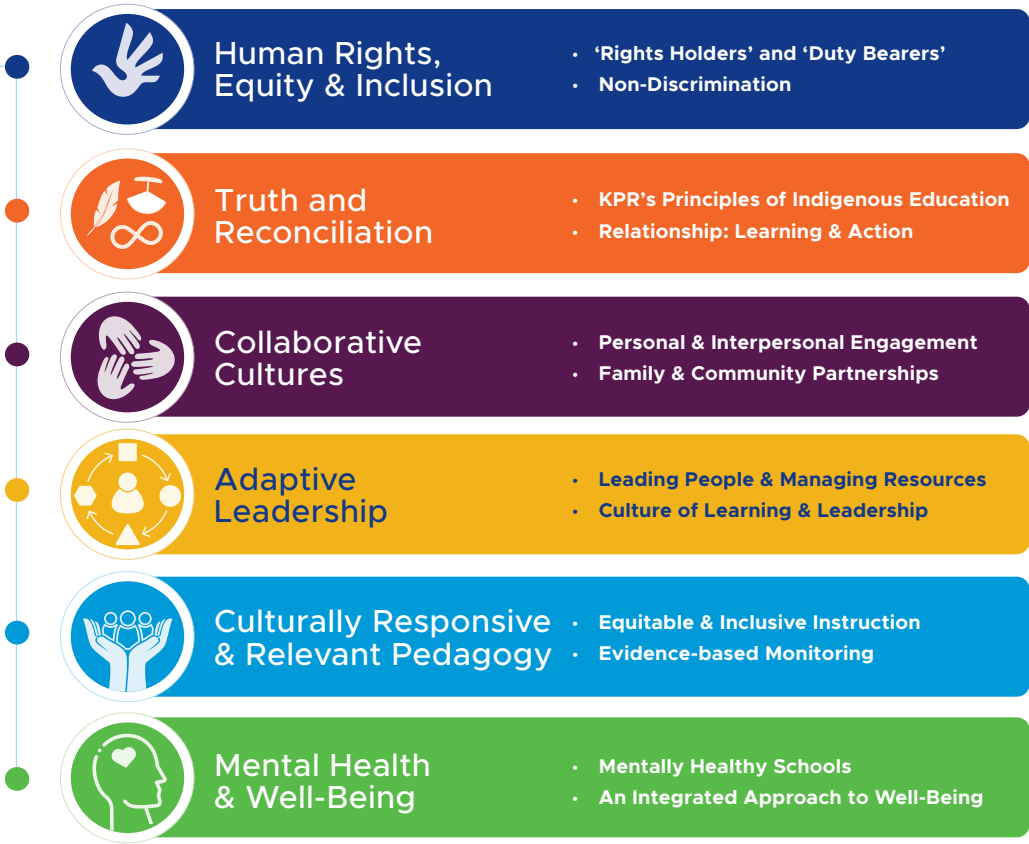 Human Rights,
Equity & Inclusion
• ‘Rights Holders’ and ‘Duty Bearers’
• Non-Discrimination
Truth and
Reconciliation
• KPR’s Principles of Indigenous Education
• Relationship: Learning & Action
Collaborative
Cultures
• Personal & Interpersonal Engagement
• Family & Community Partnerships
Adaptive
Leadership
• Leading People & Managing Resources
• Culture of Learning & Leadership
Culturally Responsive
& Relevant Pedagogy
• Equitable & Inclusive Instruction
• Evidence-based Monitoring
Mental Health
& Well-Being
• Mentally Healthy Schools
• An Integrated Approach to Well-Being